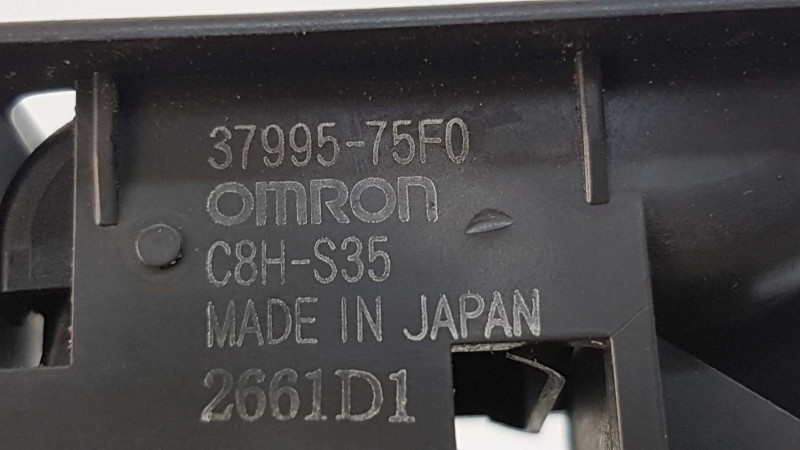 37995-75F0
OMRON
C8H-S35
MADE IN JAPAN
2661D1